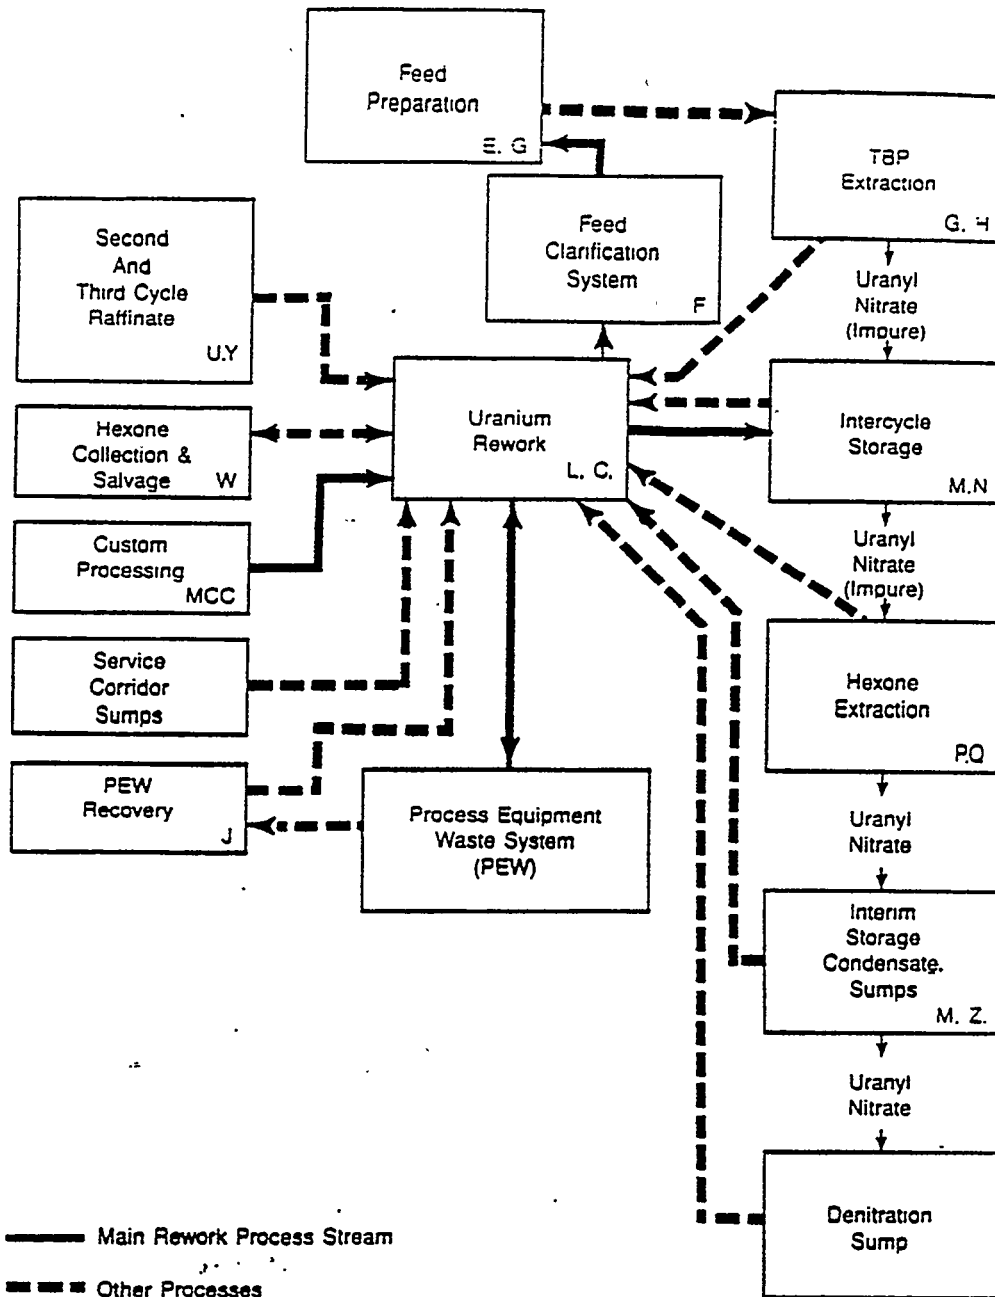 Feed
Preparation
E. G
TBP
Extraction
G. H
Feed
Clarification
System
F
Second
And
Third Cycle
Raffinate
U.Y
Uranyl
Nitrate
(Impure)
Hexone
Collection &
Salvage
W
Uranium
Rework
L. C.
Intercycle
Storage
M.N
Custom
Processing
MCC
Uranyl
Nitrate
(Impure)
Service
Corridor
Sumps
Hexone
Extraction
P.Q
PEW
Recovery
J
Process Equipment
Waste System
(PEW)
Uranyl
Nitrate
Interim
Storage
Condensate.
Sumps
M. Z.
Uranyl
Nitrate
Denitration
Sump
Main Rework Process Stream
Other Processes